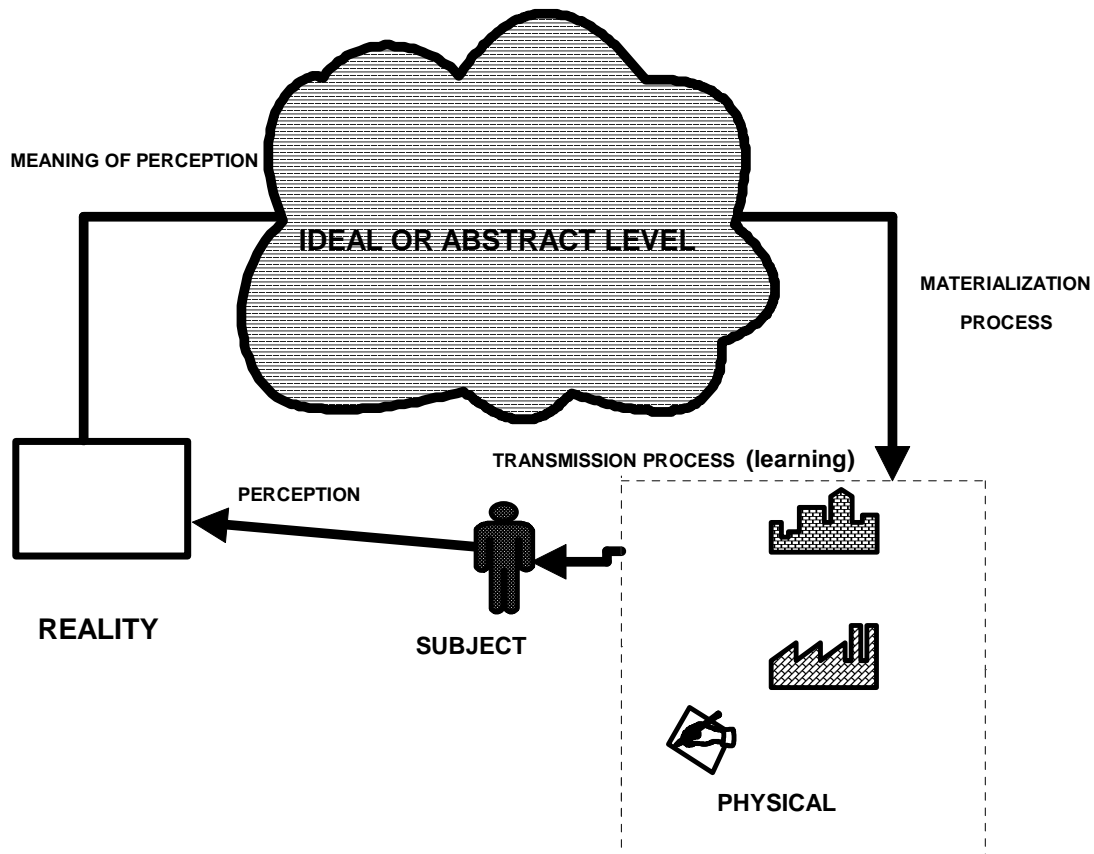 MEANING OF PERCEPTION
IDEAL OR ABSTRACT LEVEL
MATERIALIZATION
PROCESS
TRANSMISSION PROCESS (learning)
PERCEPTION
REALITY
SUBJECT
PHYSICAL